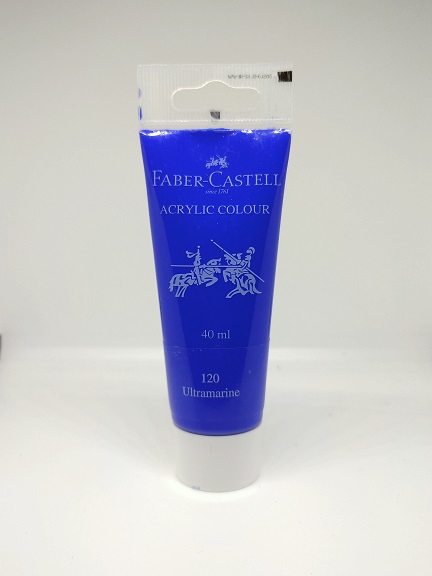 FABER-CASTELL
since 1761
ACRYLIC COLOUR
40 ml
120
Ultramarine